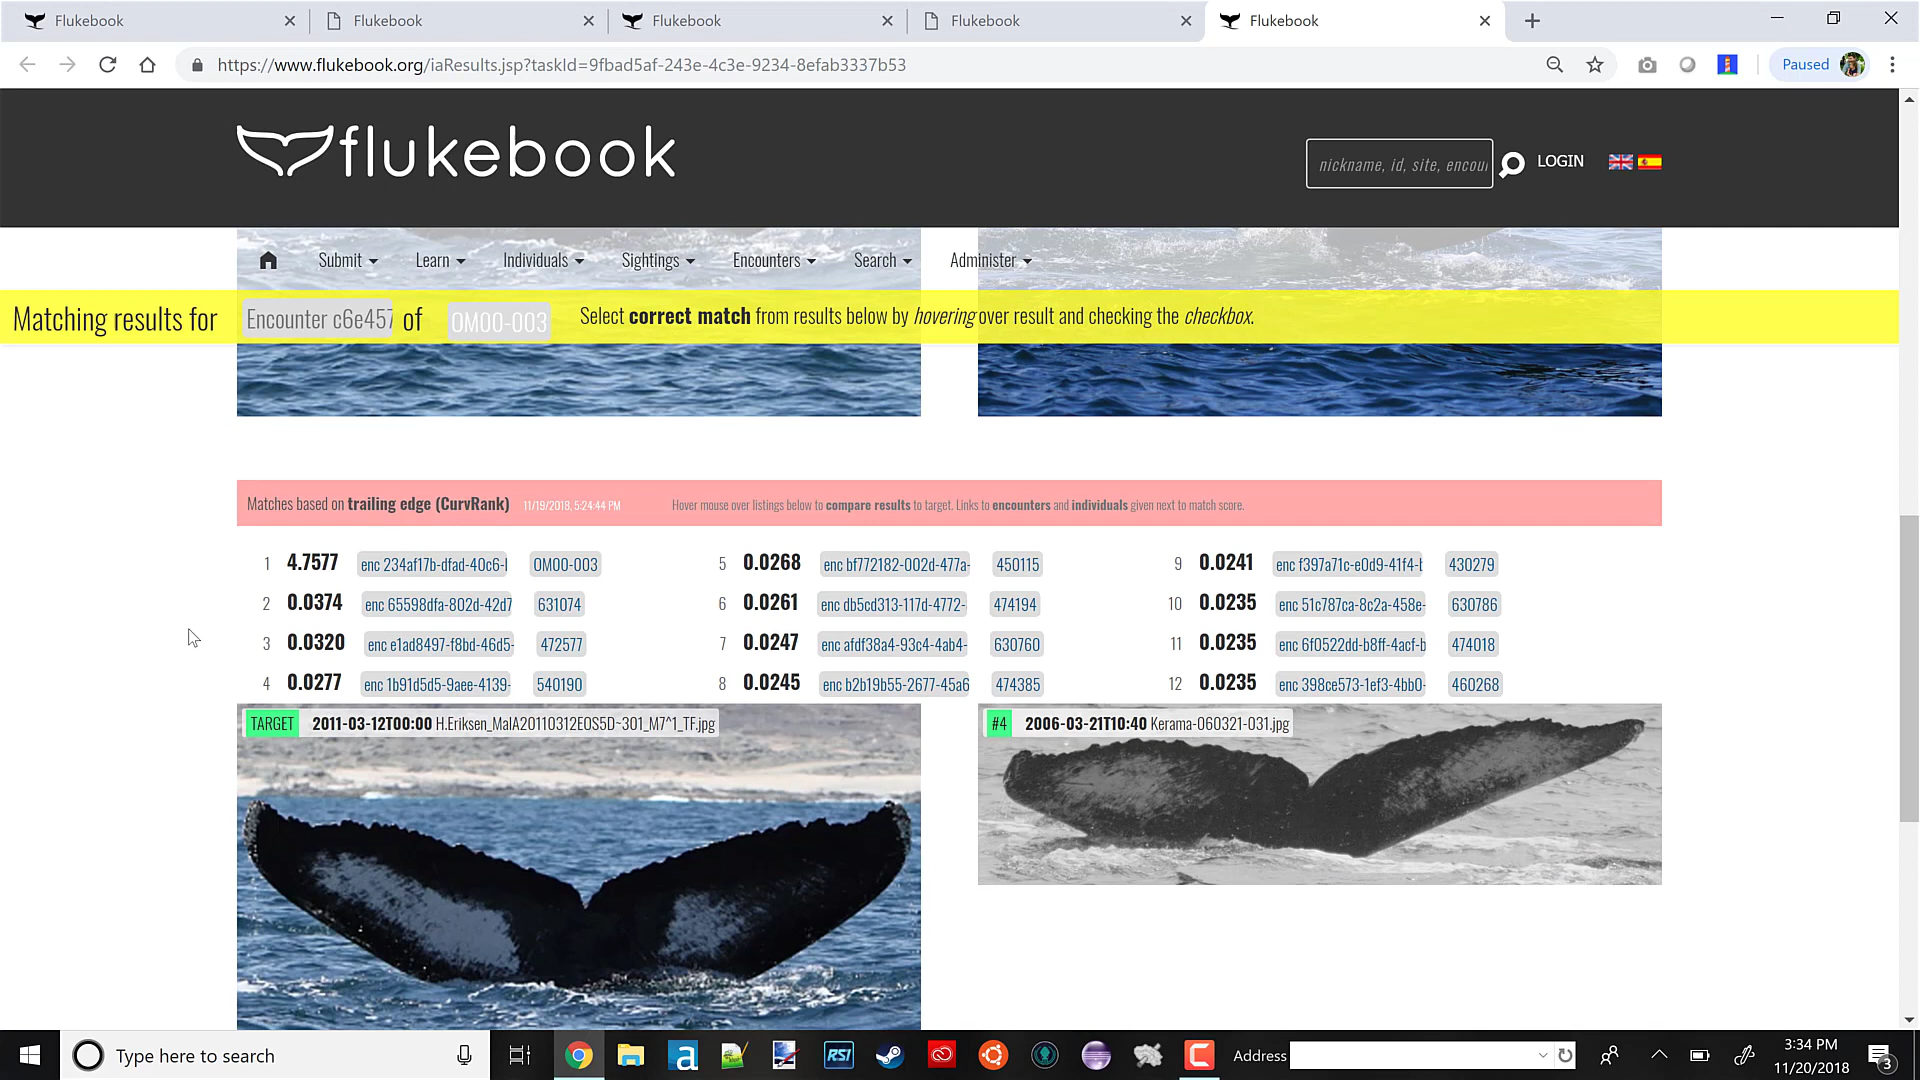 Flukebook
Flukebook
Flukebook
Flukebook
Flukebook
https://www.flukebook.org/iaResults.jsp?taskId=9fbad5af-243e-4c3e-9234-8efab3337b53
Paused
flukebook
nickname, id, site, encou
LOGIN
Submit Learn Individuals Sightings Encounters Search Administer
Matching results for Encounter c6e457 of OM00-003 Select correct match from results below by hovering over result and checking the checkbox.
Matches based on trailing edge (CurvRank) 11/19/2018, 5:24:44 PM Hover mouse over listings below to compare results to target. Links to encounters and individuals given next to match score.
1 4.7577 enc 234af17b-dfad-40c6-l OM00-003
2 0.0374 enc 65598dfa-802d-42d7 631074
3 0.0320 enc e1ad8497-f8bd-46d5- 472577
4 0.0277 enc 1b91d5d5-9aee-4139- 540190
5 0.0268 enc bf772182-002d-477a- 450115
6 0.0261 enc db5cd313-117d-4772- 474194
7 0.0247 enc afdf38a4-93c4-4ab4- 630760
8 0.0245 enc b2b19b55-2677-45a6 474385
9 0.0241 enc f397a71c-e0d9-41f4-b 430279
10 0.0235 enc 51c787ca-8c2a-458e- 630786
11 0.0235 enc 6f0522dd-b8ff-4acf-b 474018
12 0.0235 enc 398ce573-1ef3-4bb0- 460268
TARGET 2011-03-12T00:00 H.Eriksen_MalA20110312EOS5D~301_M7^1_TF.jpg
#4 2006-03-21T10:40 Kerama-060321-031.jpg
Type here to search
a
RSI
Address
3:34 PM
11/20/2018
3